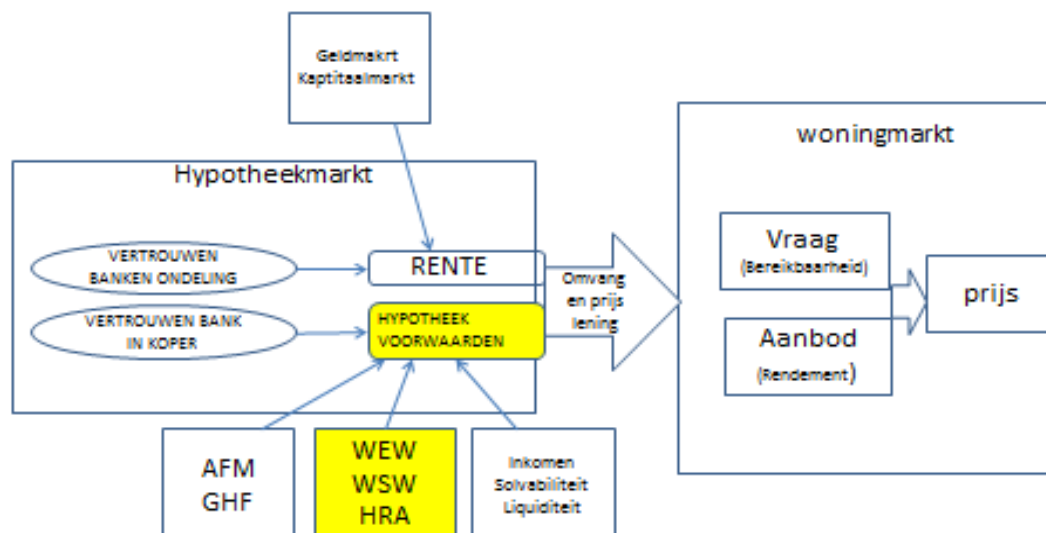 Geldmakrt
Kaptitaalmarkt
Hypotheekmarkt
VERTROUWEN
BANKEN ONDELING
RENTE
VERTROUWEN BANK
IN KOPER
HYPOTHEEK
VOORWAARDEN
Omvang
en prijs
lening
AFM
GHF
WEW
WSW
HRA
Inkomen
Solvabiliteit
Liquiditeit
woningmarkt
Vraag
(Bereikbaarheid)
Aanbod
(Rendement)
prijs